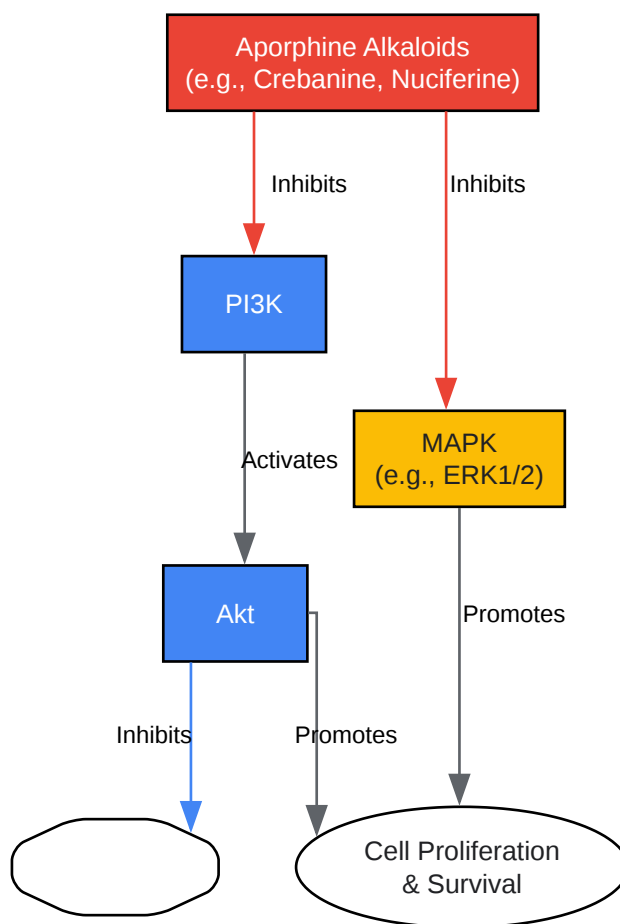 Aporphine Alkaloids
(e.g., Crebanine, Nuciferine)
Inhibits
Inhibits
PI3K
MAPK
(e.g., ERK1/2)
Activates
Akt
Promotes
Inhibits
Promotes
Cell Proliferation
& Survival